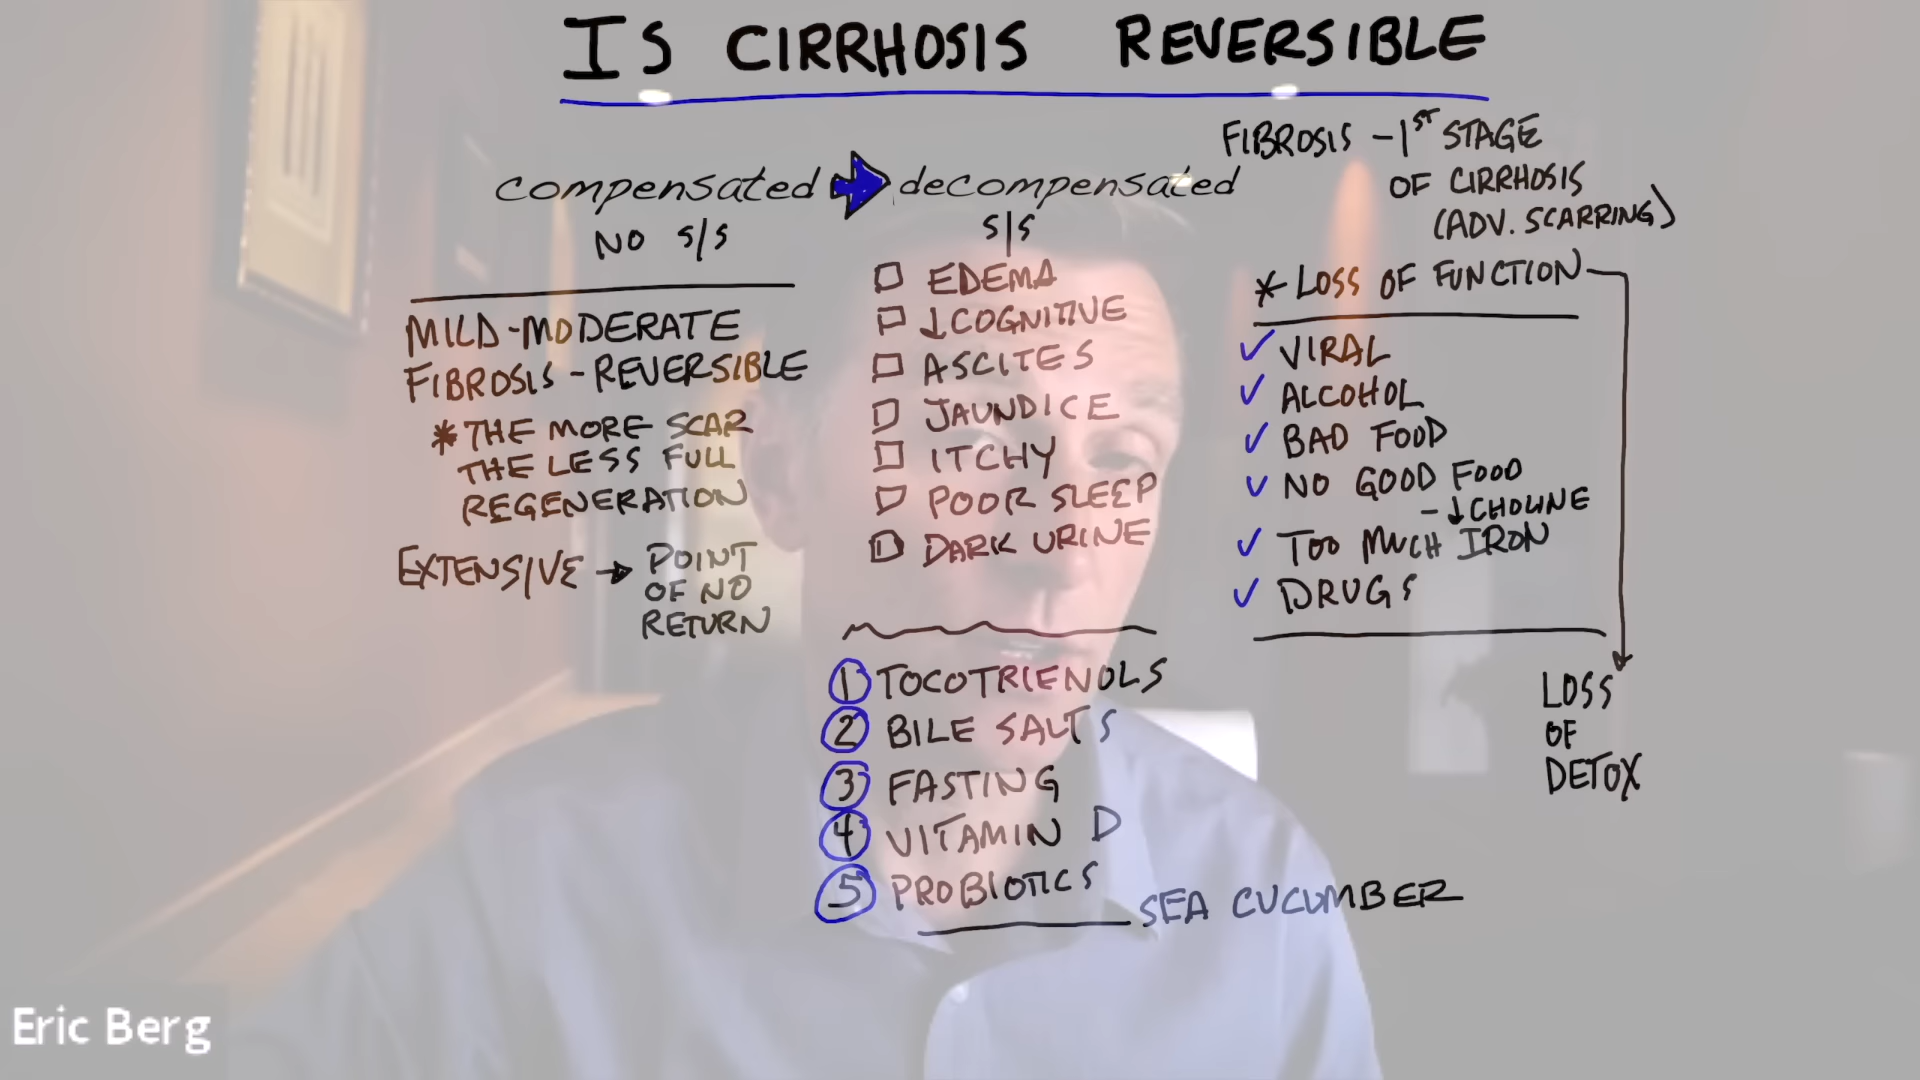 IS CIRRHOSIS REVERSIBLE
FIBROSIS - 1ST STAGE
OF CIRRHOSIS
(ADV. SCARRING)
* LOSS OF FUNCTION
compensated
NO S/S
decompensated
S/S
MILD-MODERATE
FIBROSIS - REVERSIBLE
* THE MORE SCAR
THE LESS FULL
REGENERATION
EXTENSIVE → POINT
OF NO
RETURN
EDEMA
↓COGNITIVE
ASCITES
JAUNDICE
ITCHY
POOR SLEEP
DARK URINE
✓ VIRAL
✓ ALCOHOL
✓ BAD FOOD
✓ NO GOOD FOOD
- ↓CHOLINE
✓ TOO MUCH IRON
✓ DRUGS
LOSS
OF
DETOX
1 TOCOTRIENOLS
2 BILE SALTS
3 FASTING
4 VITAMIN D
5 PROBIOTICS
SEA CUCUMBER
Eric Berg